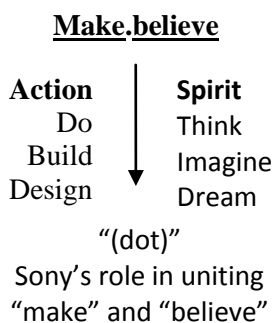 Make.believe
Action Spirit
Do Think
Build Imagine
Design Dream
“(dot)”
Sony’s role in uniting
“make” and “believe”